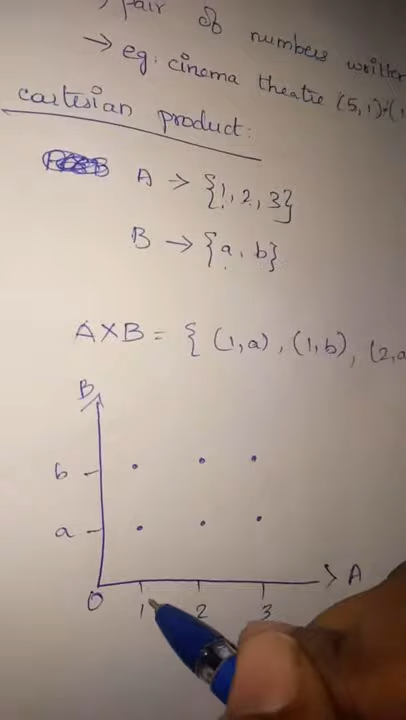 pair of numbers written
→ eg. cinema theatre (5,1)
cartesian product:
A → {1, 2, 3}
B → {a, b}
A×B = { (1,a), (1,b), (2,a
B
b
a
A
0 1 2 3